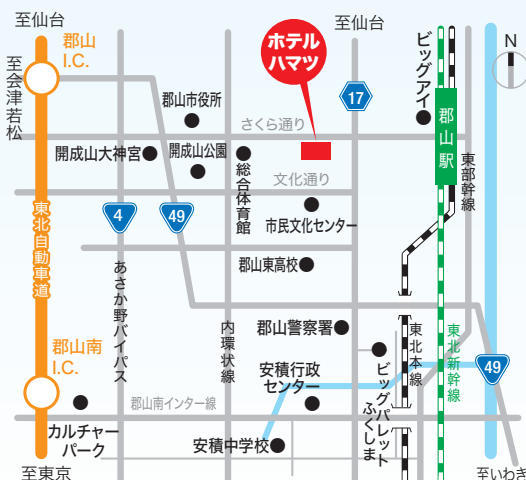 至仙台
至仙台
郡山
I.C.
至会津若松
ホテル
ハマツ
17
ビッグアイ
N
郡山市役所
さくら通り
郡山駅
東部幹線
開成山大神宮
開成山公園
総合体育館
文化通り
東北自動車道
4
49
市民文化センター
あさか野バイパス
郡山東高校
内環状線
郡山警察署
東北本線
東北新幹線
郡山南
I.C.
安積行政
センター
ビッグパレット
ふくしま
49
カルチャー
パーク
郡山南インター線
安積中学校
至東京
至いわき